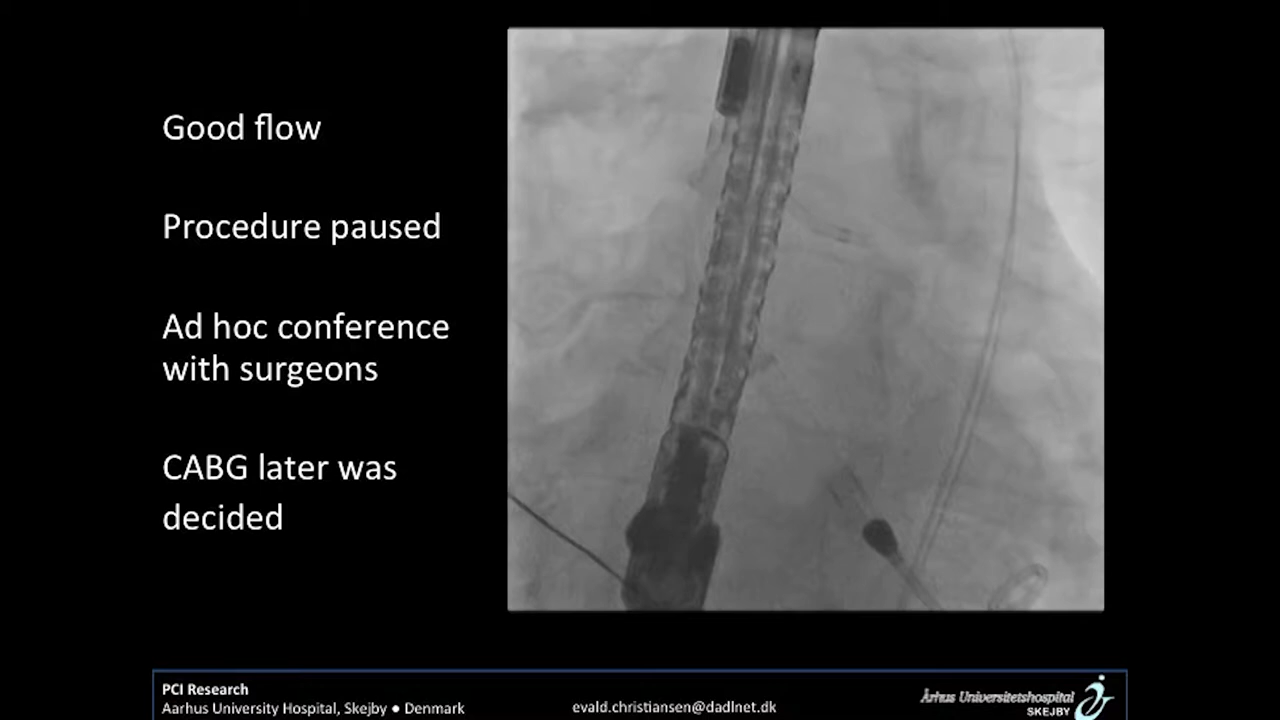 Good flow
Procedure paused
Ad hoc conference
with surgeons
CABG later was
decided
PCI Research
Aarhus University Hospital, Skejby ● Denmark
evald.christiansen@dadlnet.dk
Århus Universitetshospital
SKEJBY